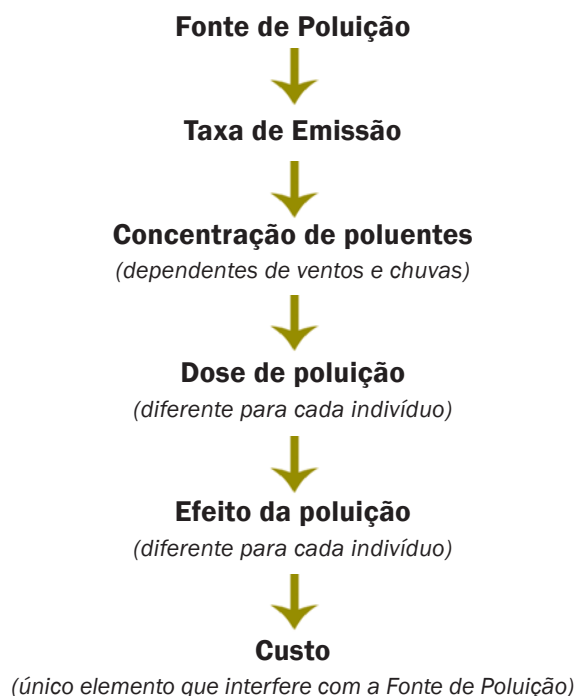 Fonte de Poluição
Taxa de Emissão
Concentração de poluentes
(dependentes de ventos e chuvas)
Dose de poluição
(diferente para cada indivíduo)
Efeito da poluição
(diferente para cada indivíduo)
Custo
(único elemento que interfere com a Fonte de Poluição)